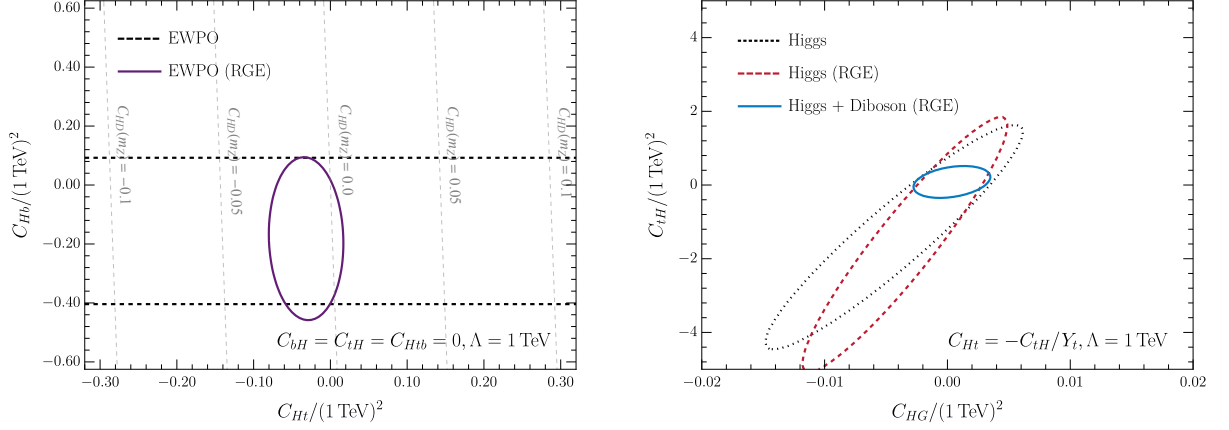 0.60
0.40
0.20
0.00
−0.20
−0.40
−0.60
−0.30
−0.20
−0.10
0.00
0.10
0.20
0.30
C_{Hb}/(1 TeV)^2
C_{Ht}/(1 TeV)^2
EWPO
EWPO (RGE)
C_{HD}(m_Z) = −0.1
C_{HD}(m_Z) = −0.05
C_{HD}(m_Z) = 0.0
C_{HD}(m_Z) = 0.05
C_{HD}(m_Z) = 0.1
C_{bH} = C_{tH} = C_{Htb} = 0, Λ = 1 TeV
4
2
0
−2
−4
−0.02
−0.01
0.00
0.01
0.02
C_{tH}/(1 TeV)^2
C_{HG}/(1 TeV)^2
Higgs
Higgs (RGE)
Higgs + Diboson (RGE)
C_{Ht} = −C_{tH}/Y_t, Λ = 1 TeV